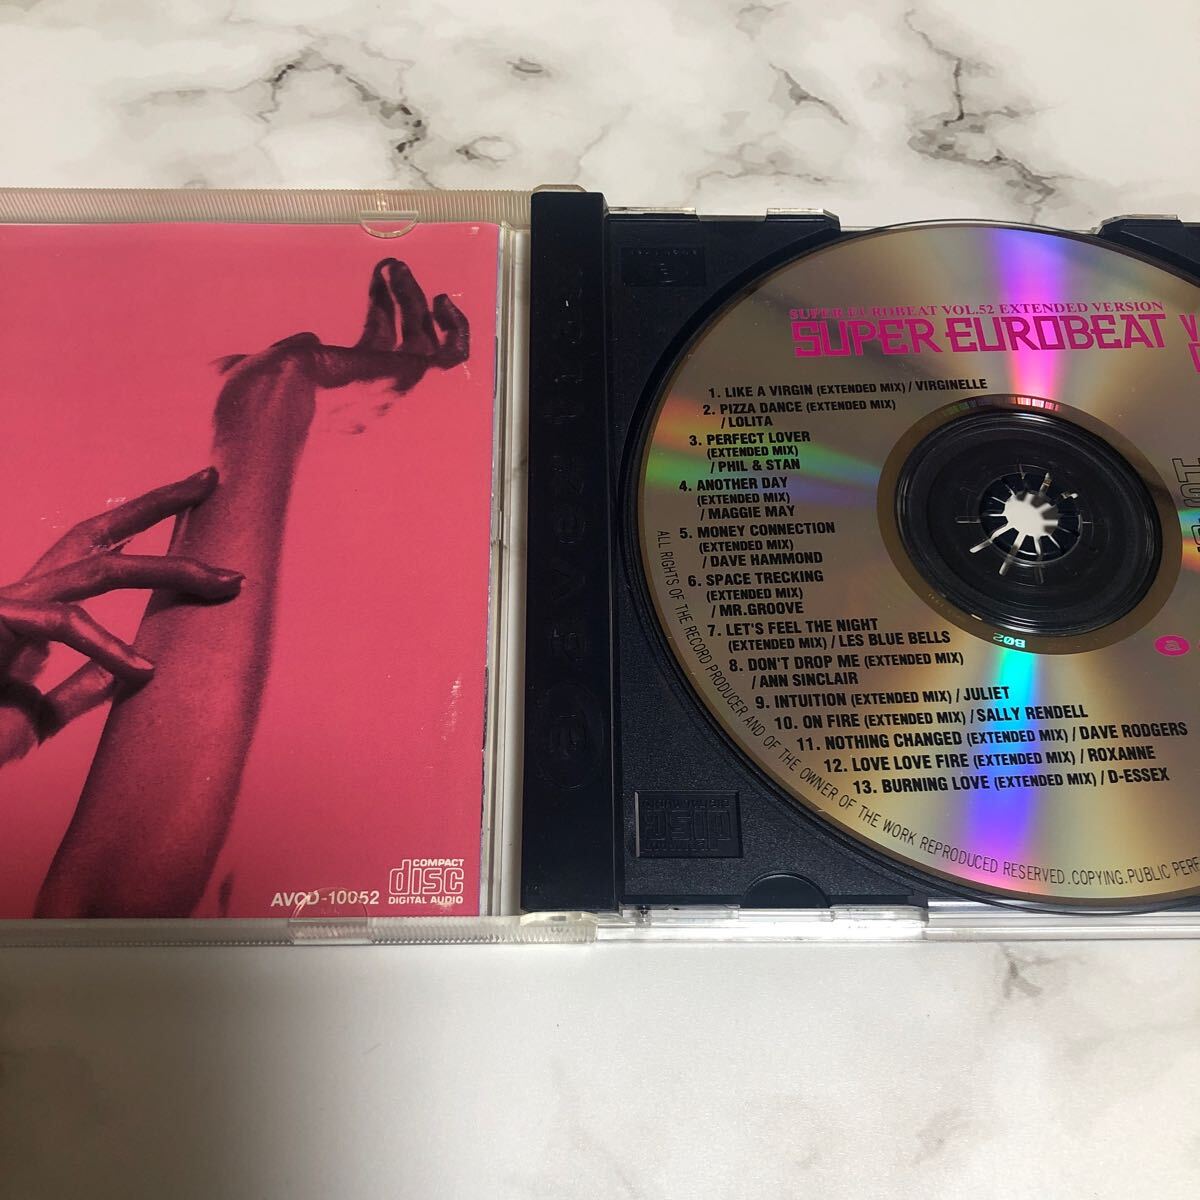 COMPACT
disc
DIGITAL AUDIO
AVCD-10052
avex trax
SUPER EUROBEAT VOL.52 EXTENDED VERSION
SUPER EUROBEAT
1. LIKE A VIRGIN (EXTENDED MIX) / VIRGINELLE
2. PIZZA DANCE (EXTENDED MIX)
/ LOLITA
3. PERFECT LOVER
(EXTENDED MIX)
/ PHIL & STAN
4. ANOTHER DAY
(EXTENDED MIX)
/ MAGGIE MAY
5. MONEY CONNECTION
(EXTENDED MIX)
/ DAVE HAMMOND
6. SPACE TRECKING
(EXTENDED MIX)
/ MR.GROOVE
7. LET'S FEEL THE NIGHT
(EXTENDED MIX) / LES BLUE BELLS
8. DON'T DROP ME (EXTENDED MIX)
/ ANN SINCLAIR
9. INTUITION (EXTENDED MIX) / JULIET
10. ON FIRE (EXTENDED MIX) / SALLY RENDELL
11. NOTHING CHANGED (EXTENDED MIX) / DAVE RODGERS
12. LOVE LOVE FIRE (EXTENDED MIX) / ROXANNE
13. BURNING LOVE (EXTENDED MIX) / D-ESSEX
ALL RIGHTS OF THE RECORD PRODUCER AND OF THE OWNER OF THE WORK REPRODUCED RESERVED. COPYING. PUBLIC
B02